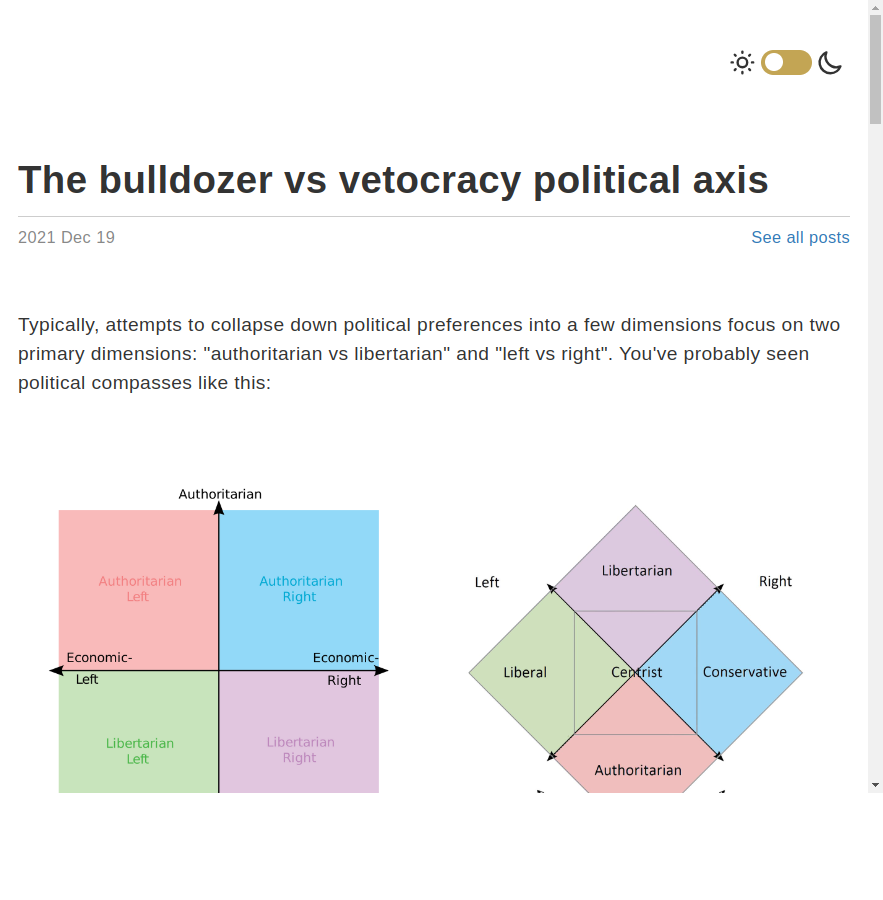 The bulldozer vs vetocracy political axis
2021 Dec 19
See all posts
Typically, attempts to collapse down political preferences into a few dimensions focus on two
primary dimensions: "authoritarian vs libertarian" and "left vs right". You've probably seen
political compasses like this:
Authoritarian
Authoritarian
Left
Authoritarian
Right
Economic-
Left
Economic-
Right
Libertarian
Left
Libertarian
Right
Left
Right
Libertarian
Liberal
Centrist
Conservative
Authoritarian